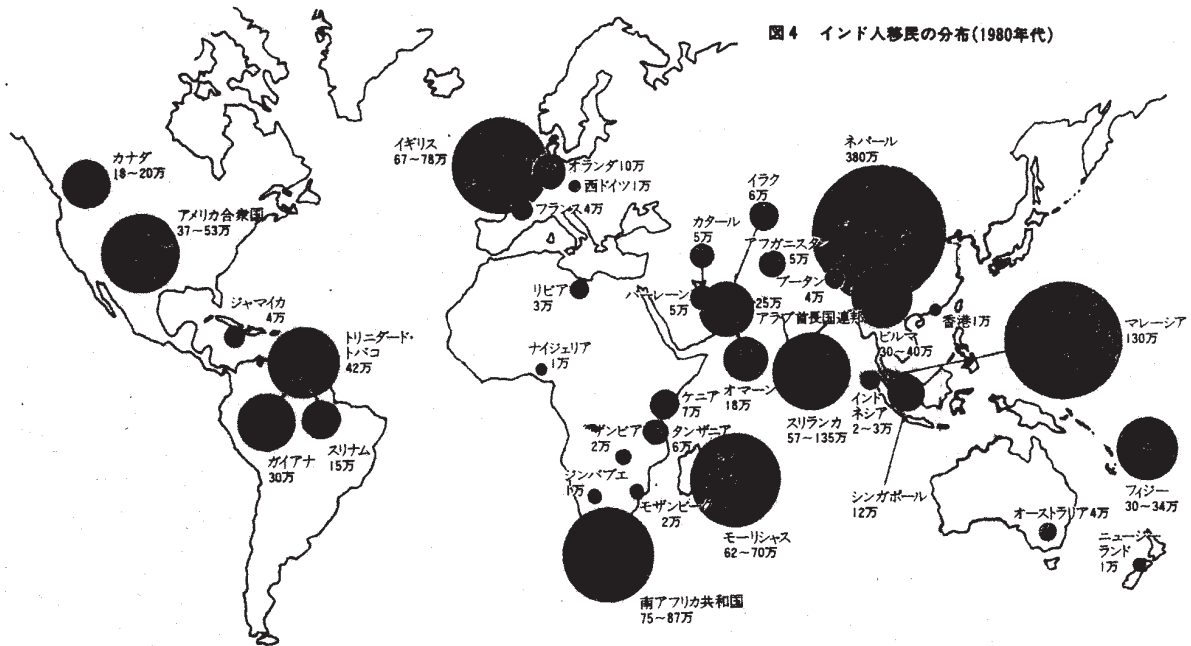 図4 インド人移民の分布(1980年代)
カナダ
18～20万
アメリカ合衆国
37～53万
ジャマイカ
4万
トリニダード・
トバコ
42万
ガイアナ
30万
スリナム
15万
イギリス
67～78万
オランダ10万
西ドイツ1万
フランス4万
リビア
3万
ナイジェリア
1万
ケニア
7万
タンザニア
6万
ザンビア
2万
ジンバブエ
1万
モザンビーク
2万
南アフリカ共和国
75～87万
モーリシャス
62～70万
イラク
6万
カタール
5万
アフガニスタン
5万
バーレーン
5万
25万
アラブ首長国連邦
オマーン
18万
ネパール
380万
ブータン
4万
ビルマ
30～40万
香港1万
スリランカ
57～135万
インド
ネシア
2～3万
シンガポール
12万
マレーシア
130万
フィジー
30～34万
オーストラリア4万
ニュージー
ランド
1万